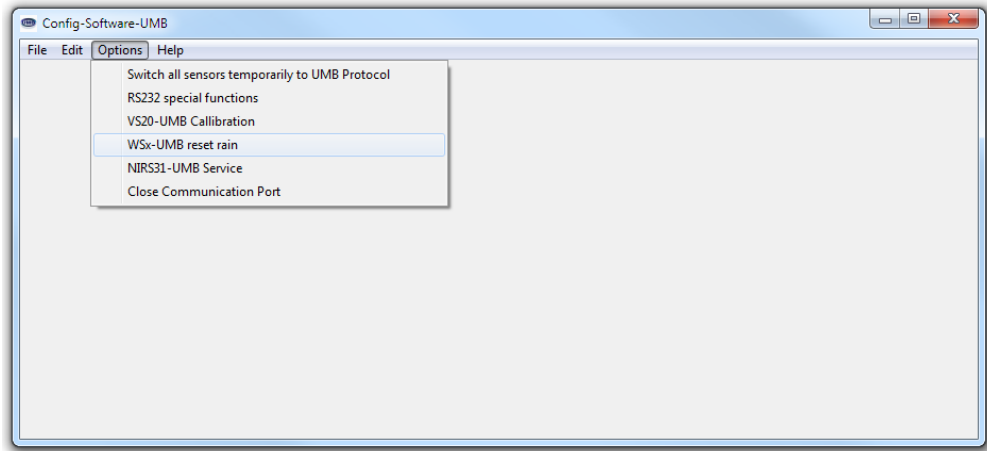 Config-Software-UMB
File Edit Options Help
Switch all sensors temporarily to UMB Protocol
RS232 special functions
VS20-UMB Callibration
WSx-UMB reset rain
NIRS31-UMB Service
Close Communication Port